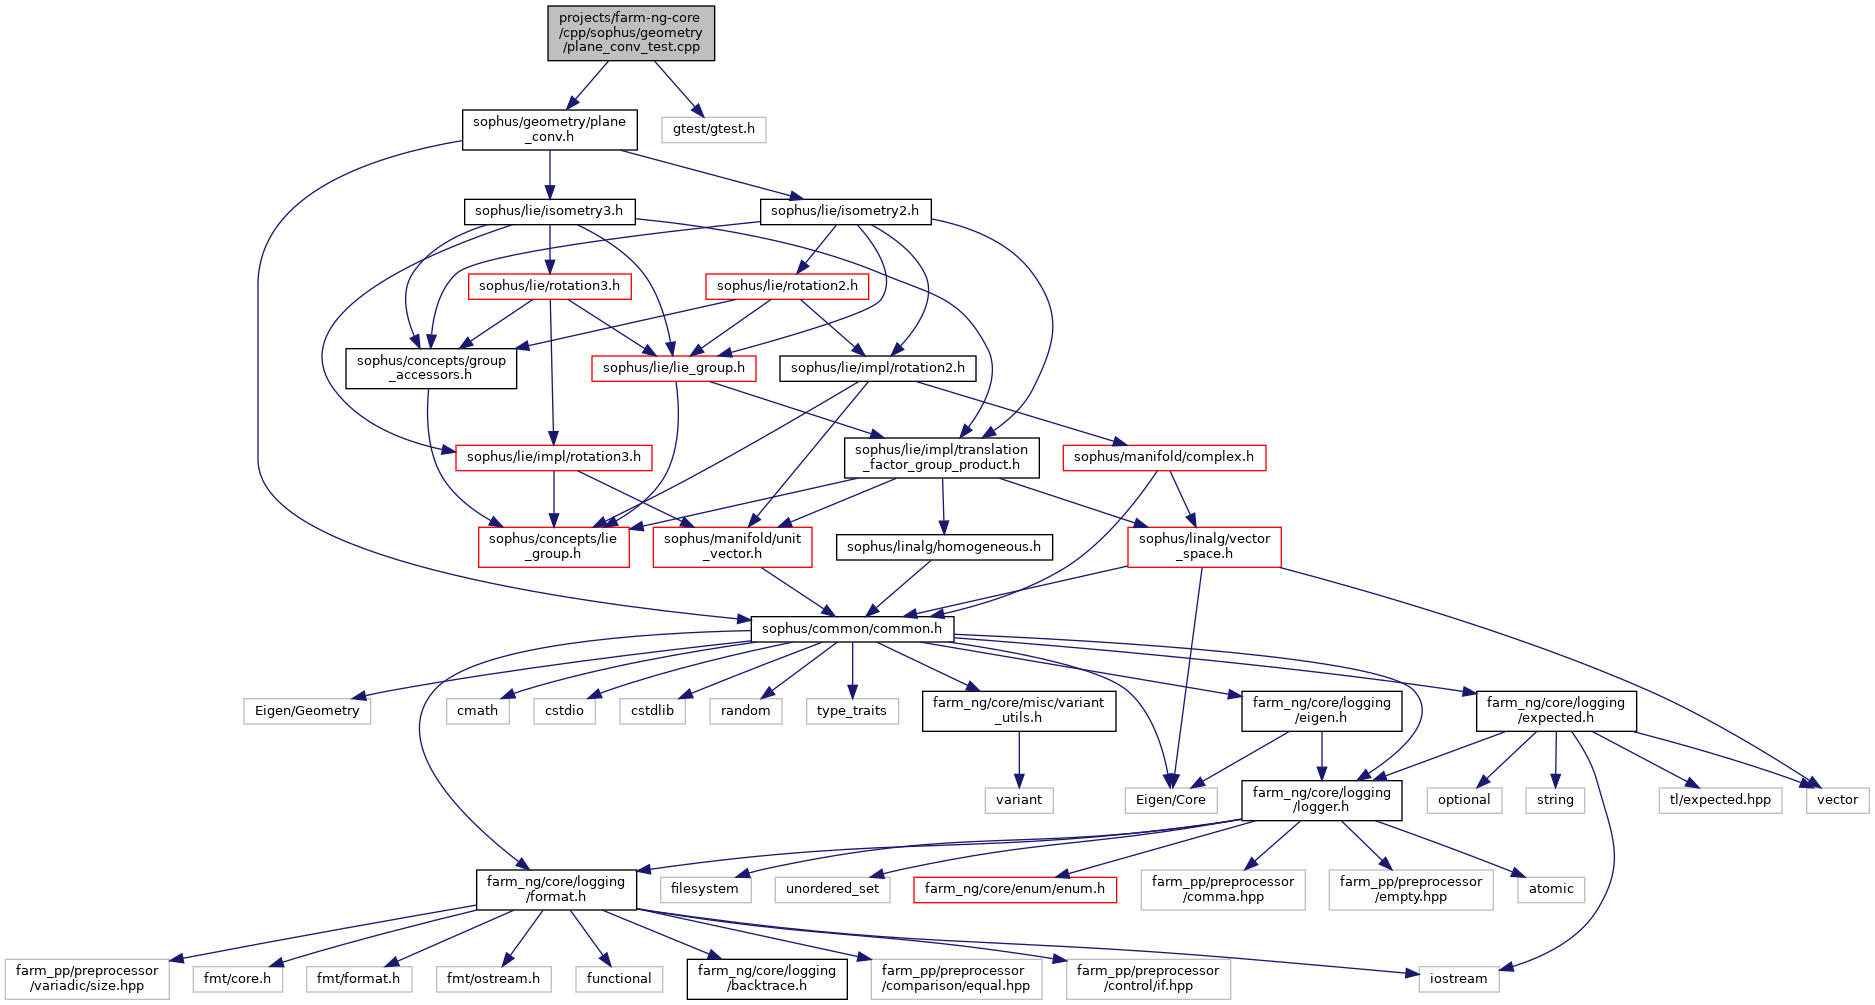 projects/farm-ng-core
/cpp/sophus/geometry
/plane_conv_test.cpp
sophus/geometry/plane
_conv.h
gtest/gtest.h
sophus/lie/isometry3.h
sophus/lie/isometry2.h
sophus/lie/rotation3.h
sophus/lie/rotation2.h
sophus/concepts/group
_accessors.h
sophus/lie/lie_group.h
sophus/lie/impl/rotation2.h
sophus/lie/impl/rotation3.h
sophus/lie/impl/translation
_factor_group_product.h
sophus/manifold/complex.h
sophus/concepts/lie
_group.h
sophus/manifold/unit
_vector.h
sophus/linalg/homogeneous.h
sophus/linalg/vector
_space.h
sophus/common/common.h
Eigen/Geometry
cmath
cstdio
cstdlib
random
type_traits
farm_ng/core/misc/variant
_utils.h
farm_ng/core/logging
/eigen.h
farm_ng/core/logging
/expected.h
variant
Eigen/Core
farm_ng/core/logging
/logger.h
optional
string
tl/expected.hpp
vector
farm_ng/core/logging
/format.h
filesystem
unordered_set
farm_ng/core/enum/enum.h
farm_pp/preprocessor
/comma.hpp
farm_pp/preprocessor
/empty.hpp
atomic
farm_pp/preprocessor
/variadic/size.hpp
fmt/core.h
fmt/format.h
fmt/ostream.h
functional
farm_ng/core/logging
/backtrace.h
farm_pp/preprocessor
/comparison/equal.hpp
farm_pp/preprocessor
/control/if.hpp
iostream